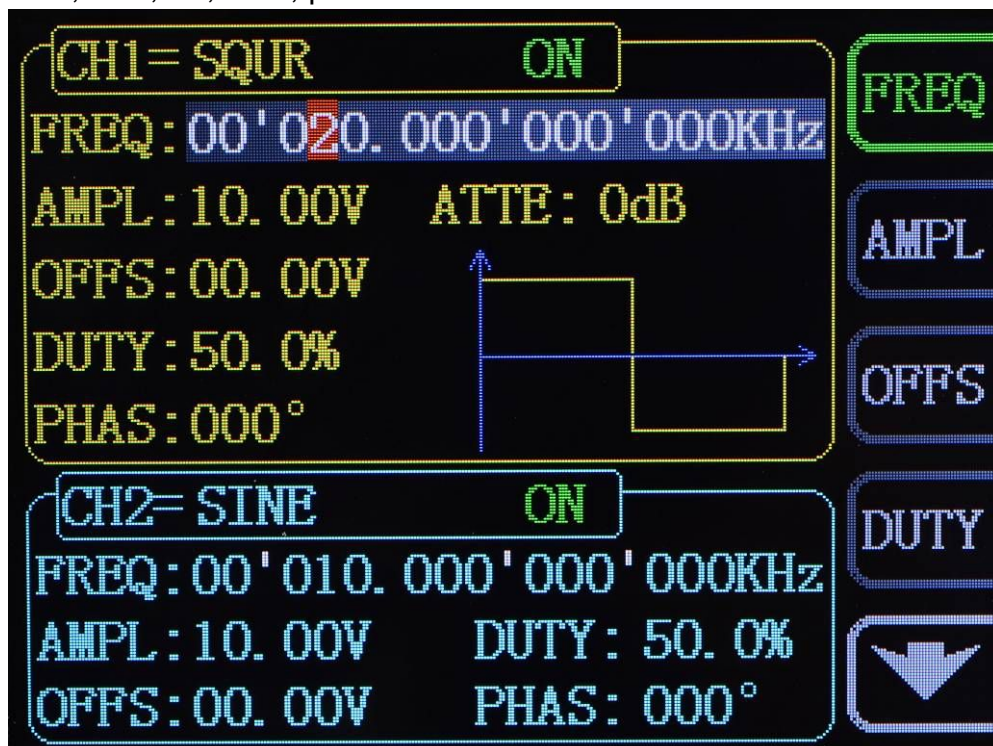 CH1=SQUR ON
FREQ:00'020.000'000'000KHz
AMPL:10.00V ATTE:0dB
OFFS:00.00V
DUTY:50.0%
PHAS:000°
CH2=SINE ON
FREQ:00'010.000'000'000KHz
AMPL:10.00V DUTY:50.0%
OFFS:00.00V PHAS:000°
FREQ
AMPL
OFFS
DUTY